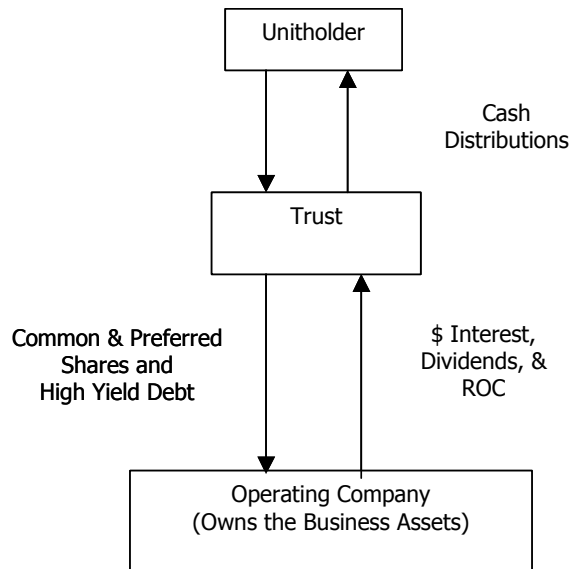 Unitholder
Cash
Distributions
Trust
Common & Preferred
Shares and
High Yield Debt
$ Interest,
Dividends, &
ROC
Operating Company
(Owns the Business Assets)